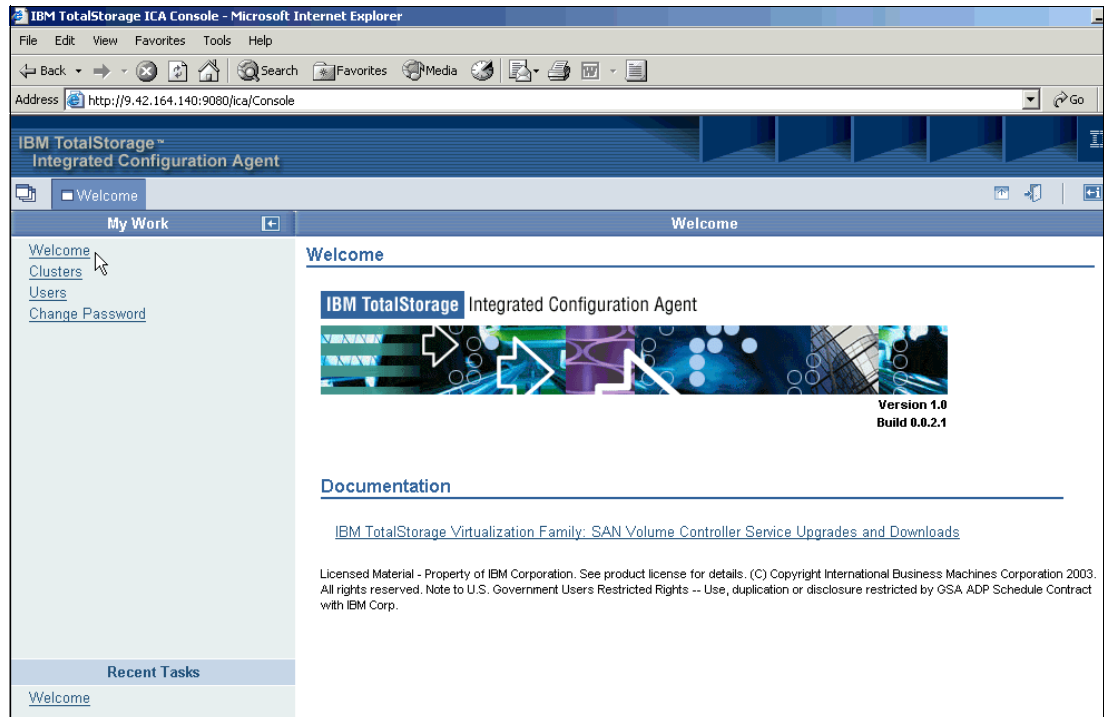 IBM TotalStorage ICA Console - Microsoft Internet Explorer
File Edit View Favorites Tools Help
Back Search Favorites Media
Address http://9.42.164.140:9080/ica/Console Go
IBM TotalStorage™
Integrated Configuration Agent
Welcome
My Work
Welcome
Welcome
Clusters
Users
Change Password
Welcome
IBM TotalStorage Integrated Configuration Agent
Version 1.0
Build 0.0.2.1
Documentation
IBM TotalStorage Virtualization Family: SAN Volume Controller Service Upgrades and Downloads
Licensed Material - Property of IBM Corporation. See product license for details. (C) Copyright International Business Machines Corporation 2003.
All rights reserved. Note to U.S. Government Users Restricted Rights -- Use, duplication or disclosure restricted by GSA ADP Schedule Contract
with IBM Corp.
Recent Tasks
Welcome